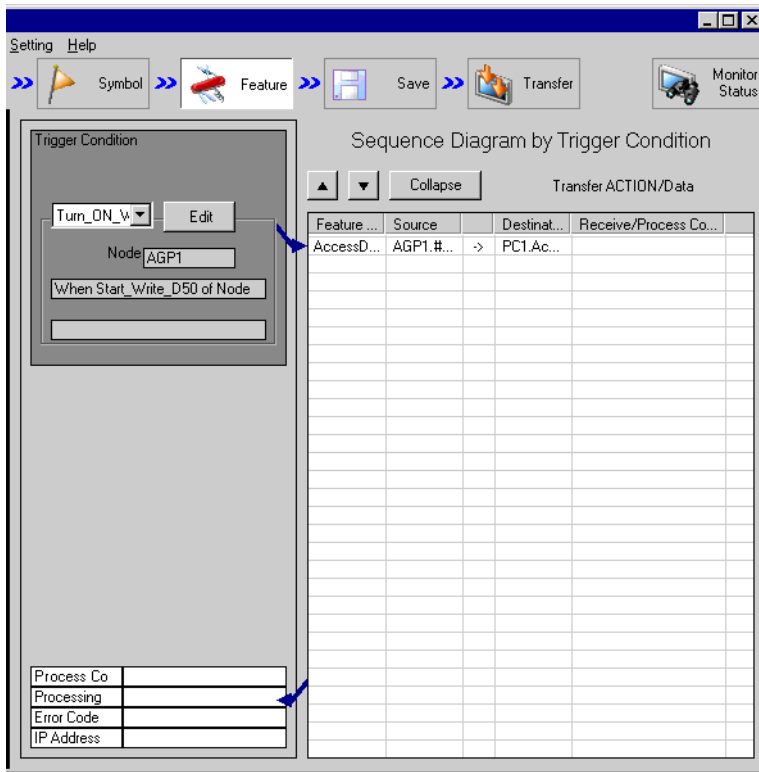 Setting Help
Symbol Feature Save Transfer Monitor Status
Trigger Condition
Sequence Diagram by Trigger Condition
Collapse Transfer ACTION/Data
Turn_ON_W Edit
Node AGP1
When Start_Write_D50 of Node
Feature ... Source Destinat... Receive/Process Co...
AccessD... AGP1.#... -> PC1.Ac...
Process Co
Processing
Error Code
IP Address